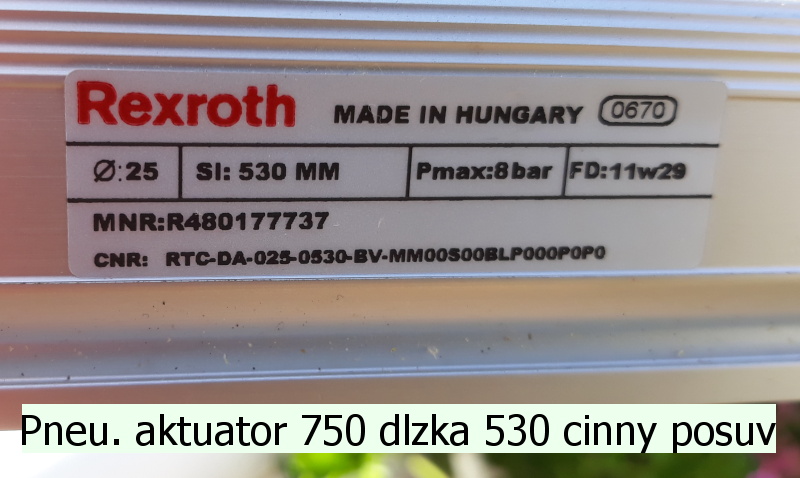 Rexroth MADE IN HUNGARY 0670
Ø:25 SI: 530 MM Pmax:8bar FD:11w29
MNR:R480177737
CNR: RTC-DA-025-0530-BV-MM00S00BLP000P0P0
Pneu. aktuator 750 dlzka 530 cinny posuv